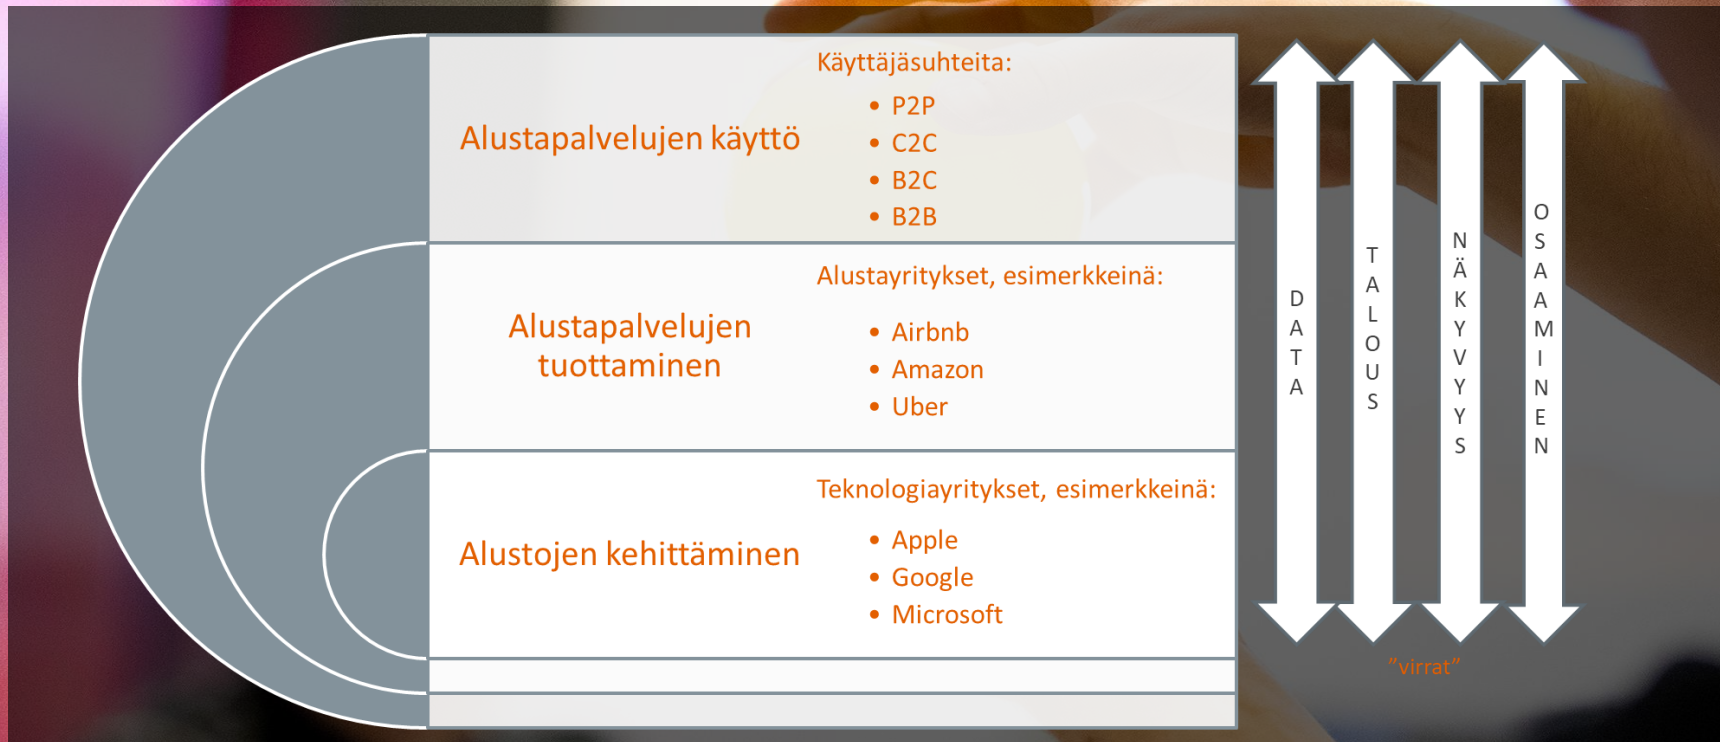 Alustapalvelujen käyttö
Käyttäjäsuhteita:
• P2P
• C2C
• B2C
• B2B
Alustapalvelujen
tuottaminen
Alustayritykset, esimerkkeinä:
• Airbnb
• Amazon
• Uber
Alustojen kehittäminen
Teknologiayritykset, esimerkkeinä:
• Apple
• Google
• Microsoft
DATA
TALOUS
NÄKYVYYS
OSAAMINEN
”virrat”